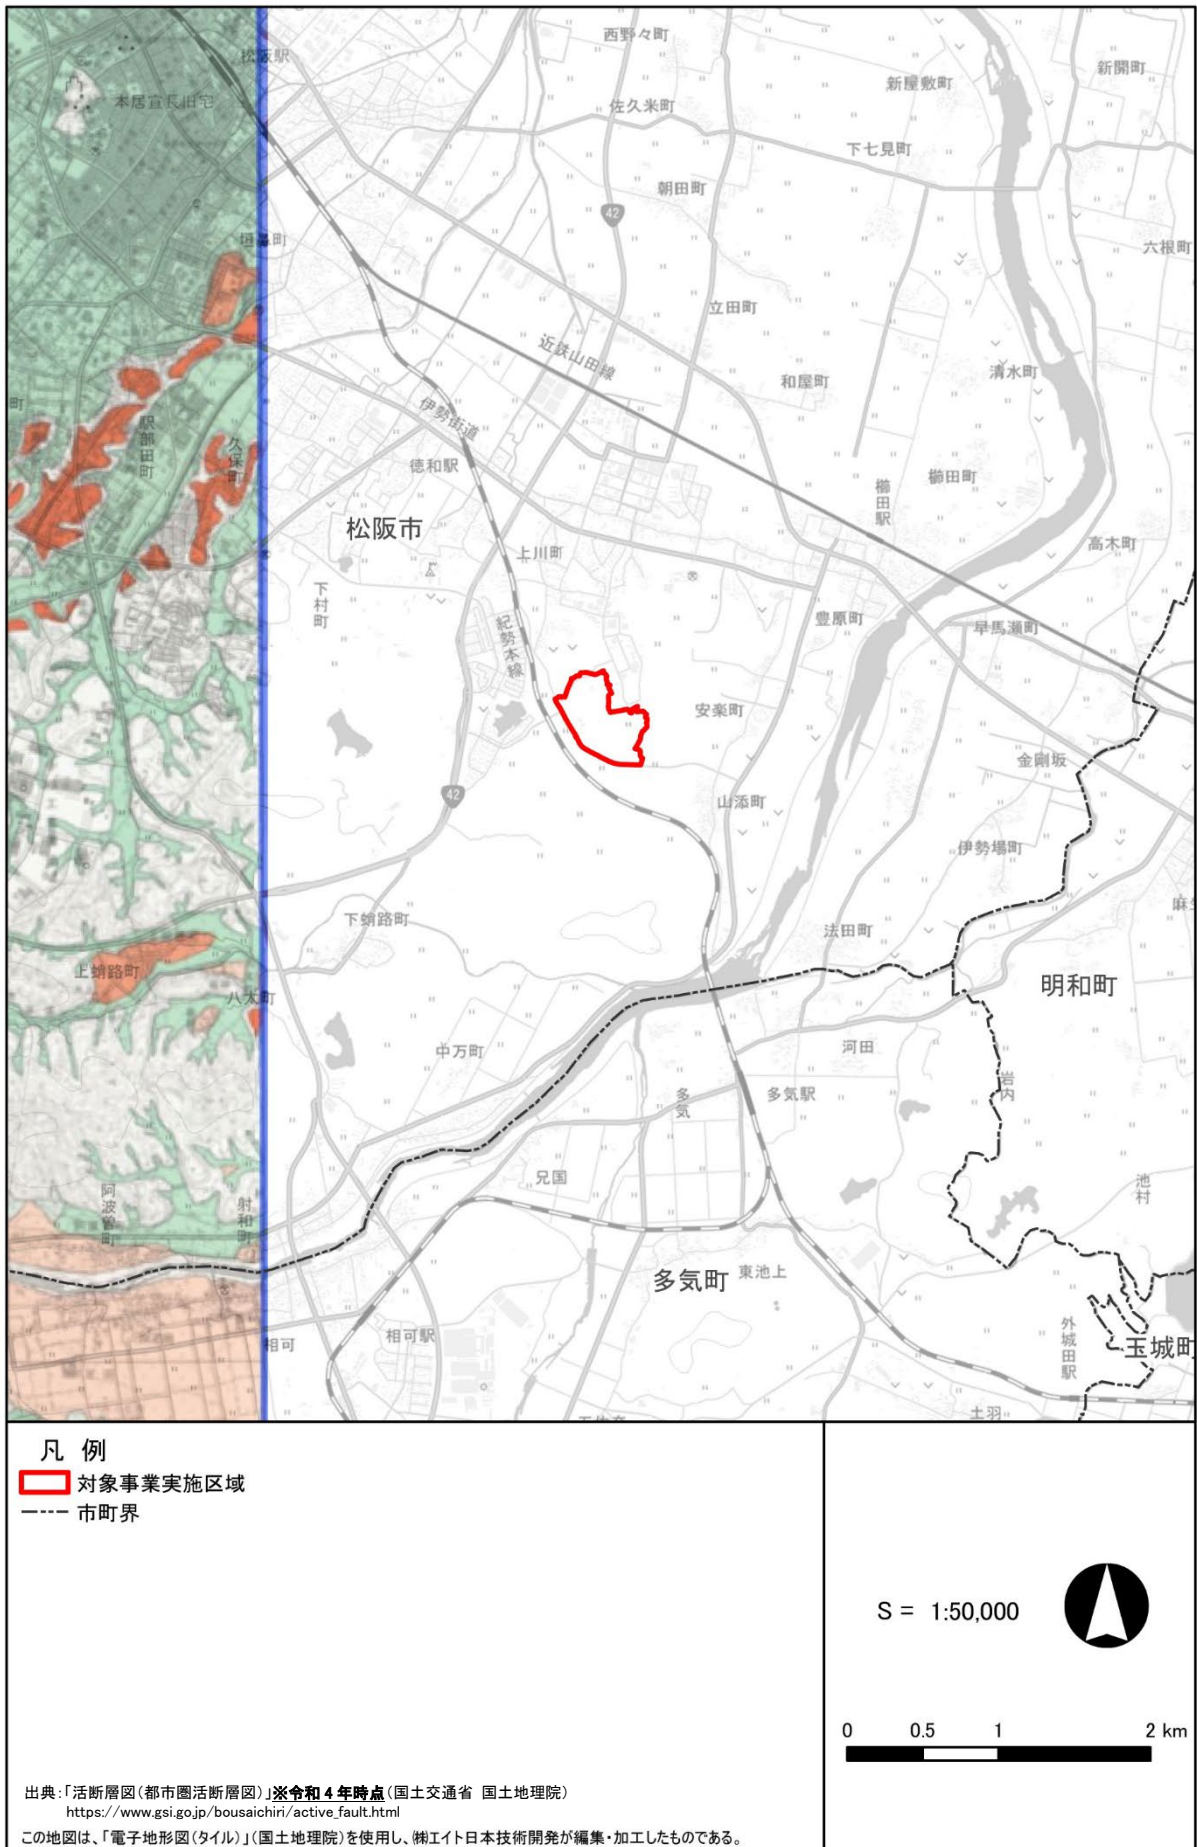 西野々町
松阪駅
新屋敷町
新開町
本居宣長旧宅
佐久米町
下七見町
朝田町
42
垣鼻町
六根町
立田町
近鉄山田線
和屋町
清水町
町
伊勢街道
駅部田町
久保町
徳和駅
櫛田町
櫛田駅
松阪市
上川町
高木町
下村町
豊原町
早馬瀬町
紀勢本線
安楽町
金剛坂
42
山添町
伊勢場町
下蛸路町
法田町
上蛸路町
明和町
八太町
中万町
河田
岩内
多気
多気駅
兄国
池村
阿波曽町
射和町
多気町
東池上
外城田駅
相可
相可駅
玉城町
土羽
凡 例
対象事業実施区域
市町界
S = 1:50,000
0 0.5 1 2 km
出典:「活断層図(都市圏活断層図)」※令和4年時点(国土交通省 国土地理院)
https://www.gsi.go.jp/bousaichiri/active_fault.html
この地図は、「電子地形図(タイル)」(国土地理院)を使用し、㈱エイト日本技術開発が編集・加工したものである。